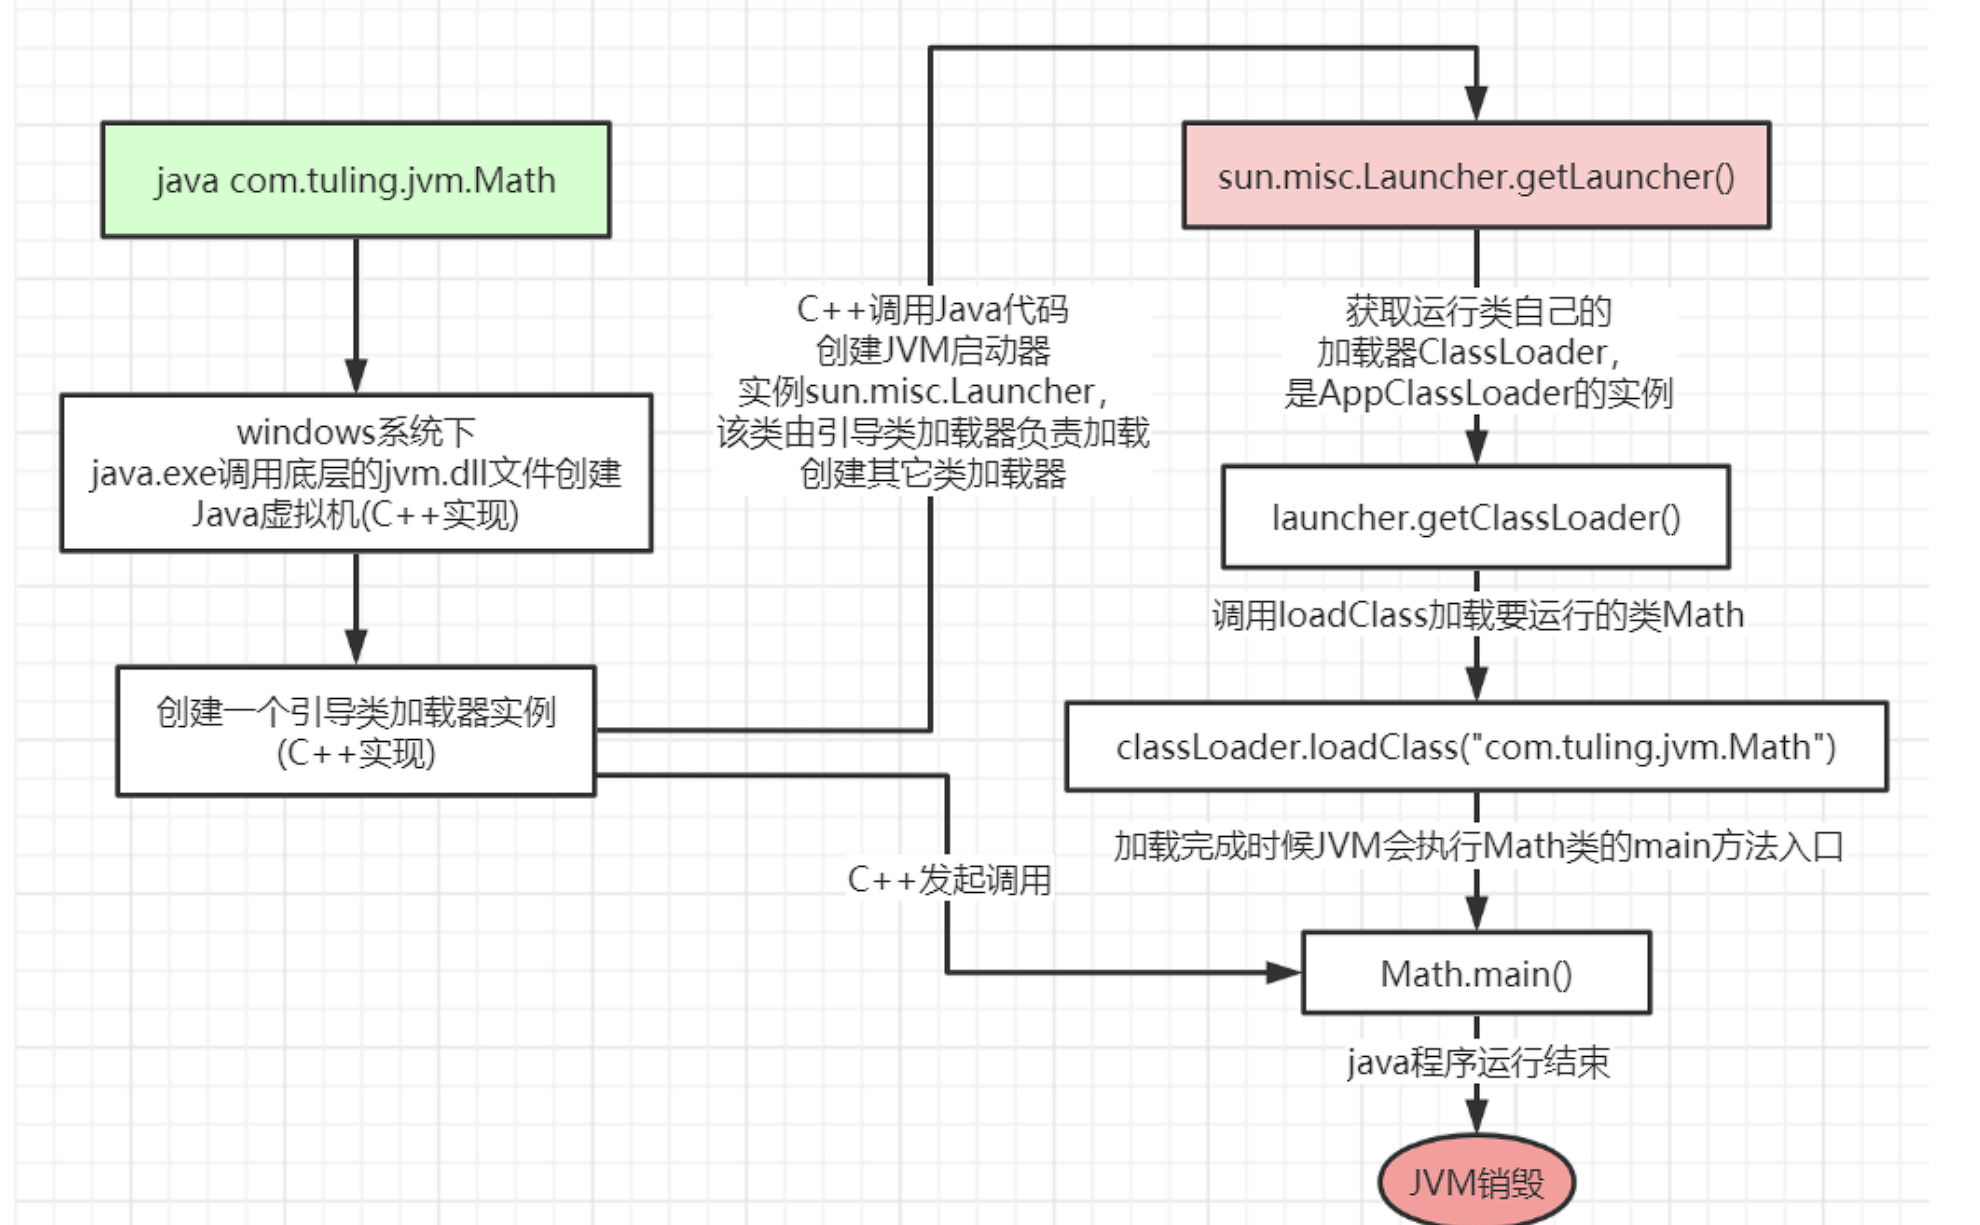 java com.tuling.jvm.Math
windows系统下
java.exe调用底层的jvm.dll文件创建
Java虚拟机(C++实现)
创建一个引导类加载器实例
(C++实现)
C++调用Java代码
创建JVM启动器
实例sun.misc.Launcher,
该类由引导类加载器负责加载
创建其它类加载器
C++发起调用
sun.misc.Launcher.getLauncher()
获取运行类自己的
加载器ClassLoader,
是AppClassLoader的实例
launcher.getClassLoader()
调用loadClass加载要运行的类Math
classLoader.loadClass("com.tuling.jvm.Math")
加载完成时候JVM会执行Math类的main方法入口
Math.main()
java程序运行结束
JVM销毁